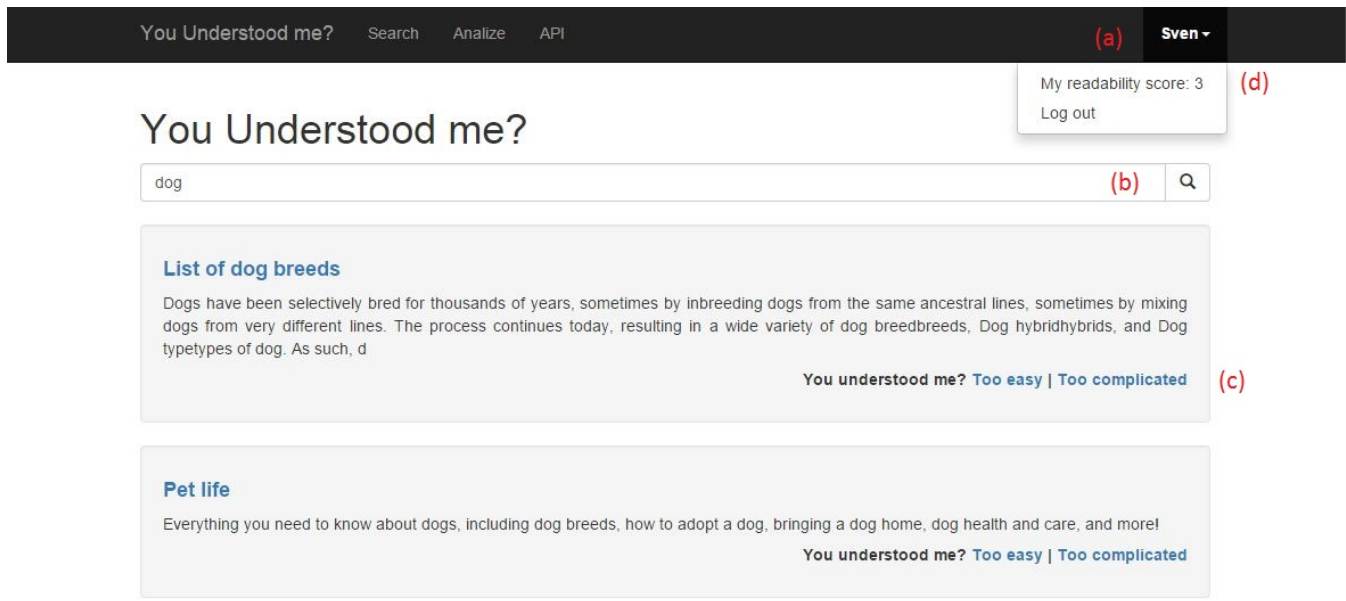 You Understood me? Search Analize API (a) Sven
My readability score: 3 (d)
Log out
You Understood me?
dog (b)
List of dog breeds
Dogs have been selectively bred for thousands of years, sometimes by inbreeding dogs from the same ancestral lines, sometimes by mixing
dogs from very different lines. The process continues today, resulting in a wide variety of dog breedbreeds, Dog hybridhybrids, and Dog
typetypes of dog. As such, d
You understood me? Too easy | Too complicated (c)
Pet life
Everything you need to know about dogs, including dog breeds, how to adopt a dog, bringing a dog home, dog health and care, and more!
You understood me? Too easy | Too complicated